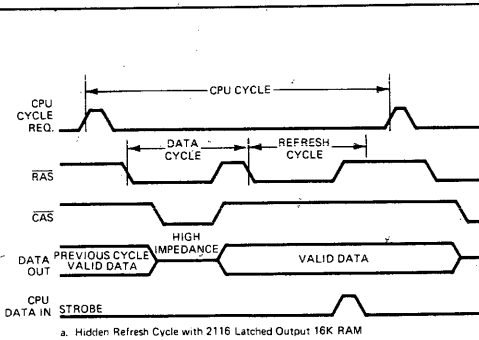 CPU CYCLE
CPU
CYCLE
REQ.
DATA
CYCLE
REFRESH
CYCLE
RAS
CAS
HIGH
IMPEDANCE
DATA
OUT
PREVIOUS CYCLE
VALID DATA
VALID DATA
CPU
DATA IN STROBE
a. Hidden Refresh Cycle with 2116 Latched Output 16K RAM